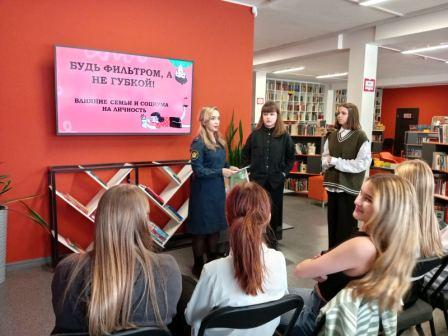 БУДЬ ФИЛЬТРОМ, А
НЕ ГУБКОЙ!
ВЛИЯНИЕ СЕМЬИ И СОЦИУМА
НА ЛИЧНОСТЬ